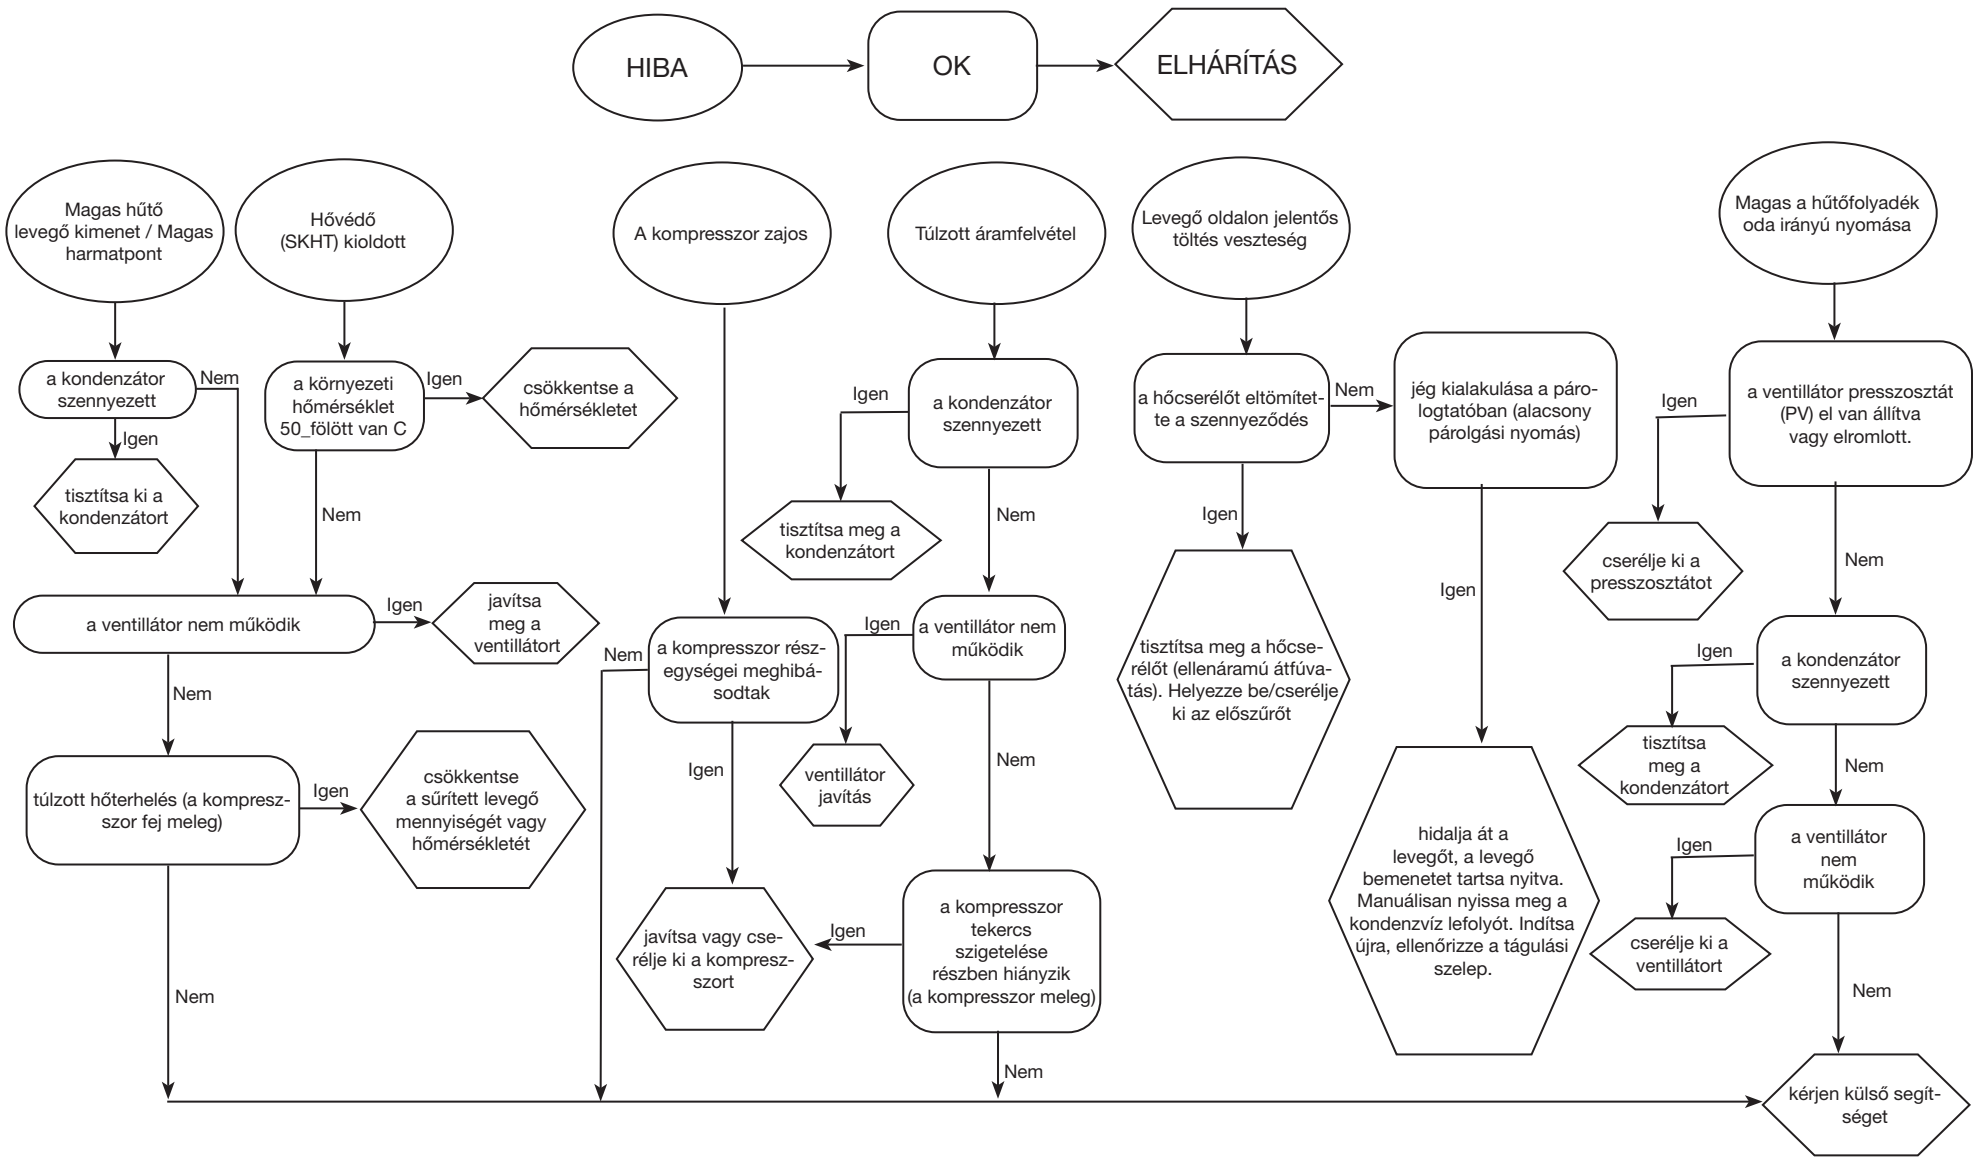 HIBA
OK
ELHÁRÍTÁS
Magas hűtő
levegő kimenet / Magas
harmatpont
a kondenzátor
szennyezett
Nem
Igen
tisztítsa ki a
kondenzátort
Hővédő
(SKHT) kioldott
a környezeti
hőmérséklet
50_fölött van C
Igen
csökkentse a
hőmérsékletet
Nem
a ventillátor nem működik
Igen
javítsa
meg a
ventillátort
Nem
túlzott hőterhelés (a kompresz-
szor fej meleg)
Igen
csökkentse
a sűrített levegő
mennyiségét vagy
hőmérsékletét
Nem
A kompresszor zajos
a kompresszor rész-
egységei meghibá-
sodtak
Nem
Igen
javítsa vagy cse-
rélje ki a kompresz-
szort
Túlzott áramfelvétel
a kondenzátor
szennyezett
Igen
tisztítsa meg a
kondenzátort
Nem
a ventillátor nem
működik
Igen
ventillátor
javítás
Nem
a kompresszor
tekercs
szigetelése
részben hiányzik
(a kompresszor meleg)
Igen
Nem
Levegő oldalon jelentős
töltés veszteség
a hőcserélőt eltömítet-
te a szennyeződés
Nem
Igen
tisztítsa meg a hőcse-
rélőt (ellenáramú átfúva-
tás). Helyezze be/cserélje
ki az előszűrőt
jég kialakulása a páro-
logtatóban (alacsony
párolgási nyomás)
Igen
hidalja át a
levegőt, a levegő
bemenetet tartsa nyitva.
Manuálisan nyissa meg a
kondenzvíz lefolyót. Indítsa
újra, ellenőrizze a tágulási
szelep.
Magas a hűtőfolyadék
oda irányú nyomása
a ventillátor presszosztát
(PV) el van állítva
vagy elromlott.
Igen
cserélje ki a
presszosztátot
Nem
a kondenzátor
szennyezett
Igen
tisztítsa
meg a
kondenzátort
Nem
a ventillátor
nem
működik
Igen
cserélje ki a
ventillátort
Nem
kérjen külső segít-
séget